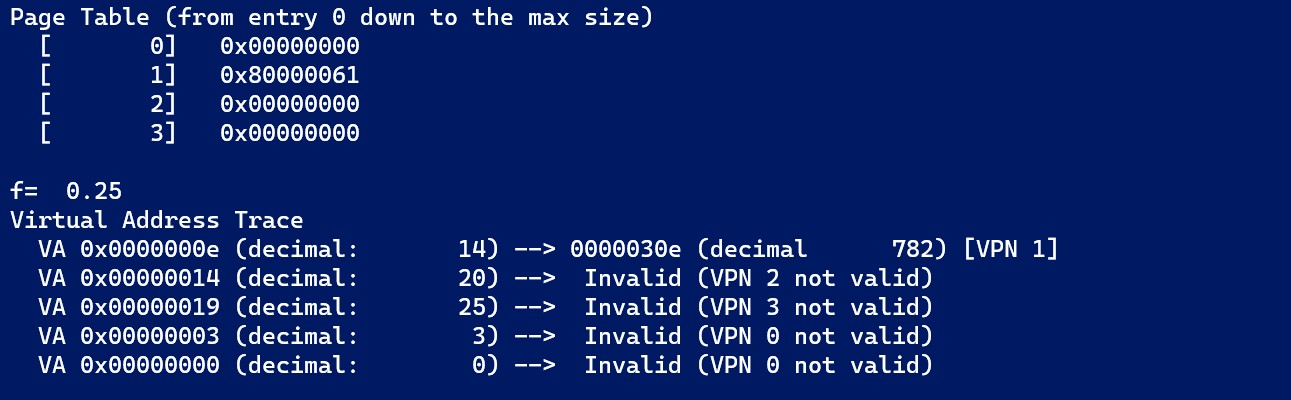 Page Table (from entry 0 down to the max size)
  [       0]   0x00000000
  [       1]   0x80000061
  [       2]   0x00000000
  [       3]   0x00000000

f=  0.25
Virtual Address Trace
  VA 0x0000000e (decimal:       14) --> 0000030e (decimal      782) [VPN 1]
  VA 0x00000014 (decimal:       20) -->  Invalid (VPN 2 not valid)
  VA 0x00000019 (decimal:       25) -->  Invalid (VPN 3 not valid)
  VA 0x00000003 (decimal:        3) -->  Invalid (VPN 0 not valid)
  VA 0x00000000 (decimal:        0) -->  Invalid (VPN 0 not valid)